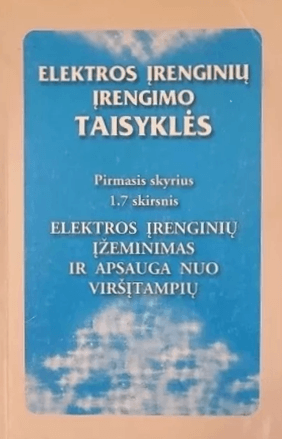 ELEKTROS ĮRENGINIŲ
ĮRENGIMO
TAISYKLĖS
Pirmasis skyrius
1.7 skirsnis
ELEKTROS ĮRENGINIŲ
ĮŽEMINIMAS
IR APSAUGA NUO
VIRŠĮTAMPIŲ